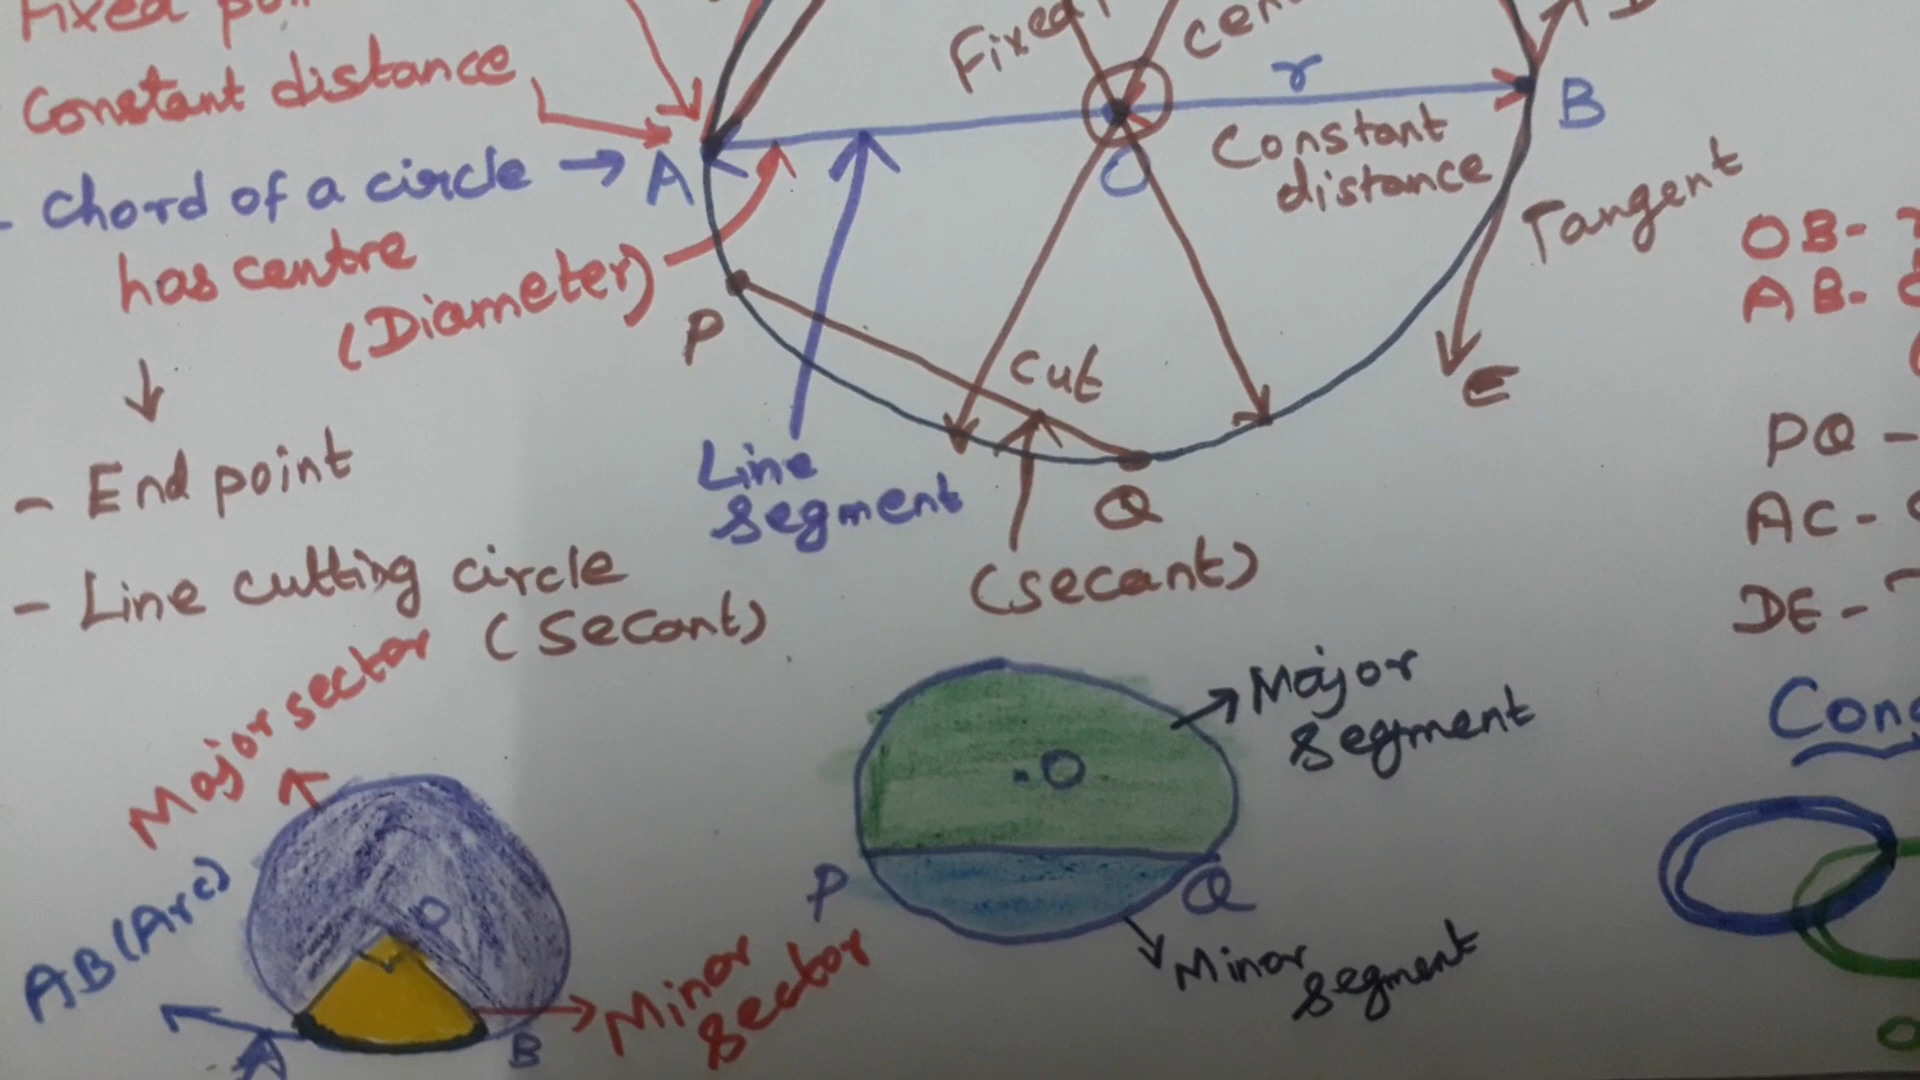 Constant distance
- Chord of a circle → A
has centre
(Diameter)
- End point
- Line cutting circle
(Secant)
Fixed
r
B
O
Constant
distance
Tangent
E
P
cut
Line
segment
Q
(secant)
OB-
AB-
PQ -
AC -
DE -
Major sector
O
AB (Arc)
A
B
Minor
sector
Major
segment
.O
P
Q
Minor
segment